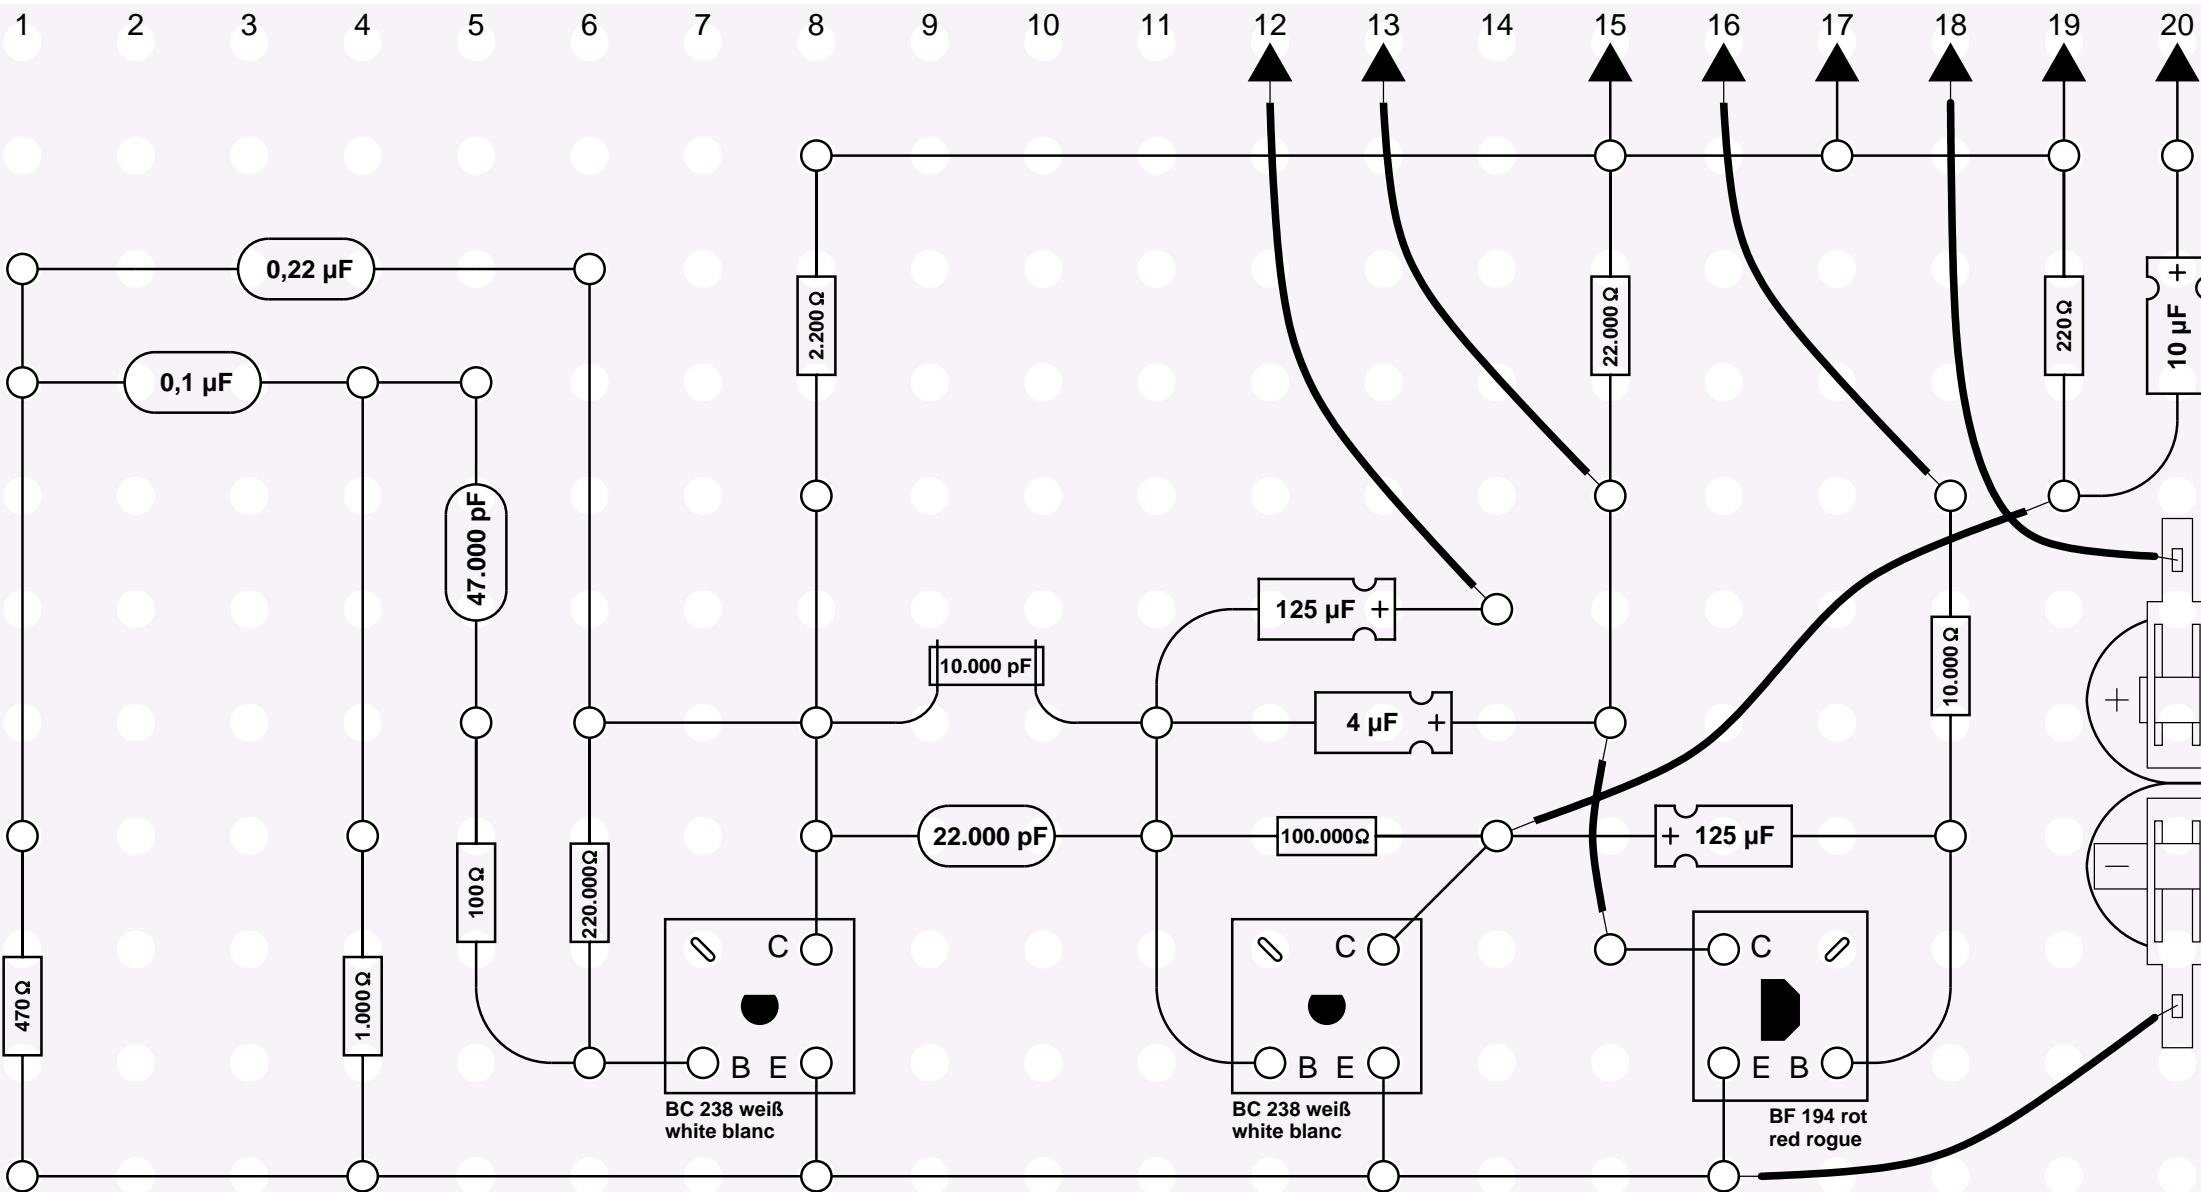 1 2 3 4 5 6 7 8 9 10 11 12 13 14 15 16 17 18 19 20
0,22 µF
2.200 Ω
22.000 Ω
220 Ω
+
10 µF
0,1 µF
47.000 pF
125 µF +
10.000 pF
10.000 Ω
4 µF +
+
22.000 pF
100.000 Ω
+ 125 µF
−
100 Ω
220.000 Ω
C
C
C
470 Ω
1.000 Ω
B E
B E
E B
BC 238 weiß
white blanc
BC 238 weiß
white blanc
BF 194 rot
red rogue